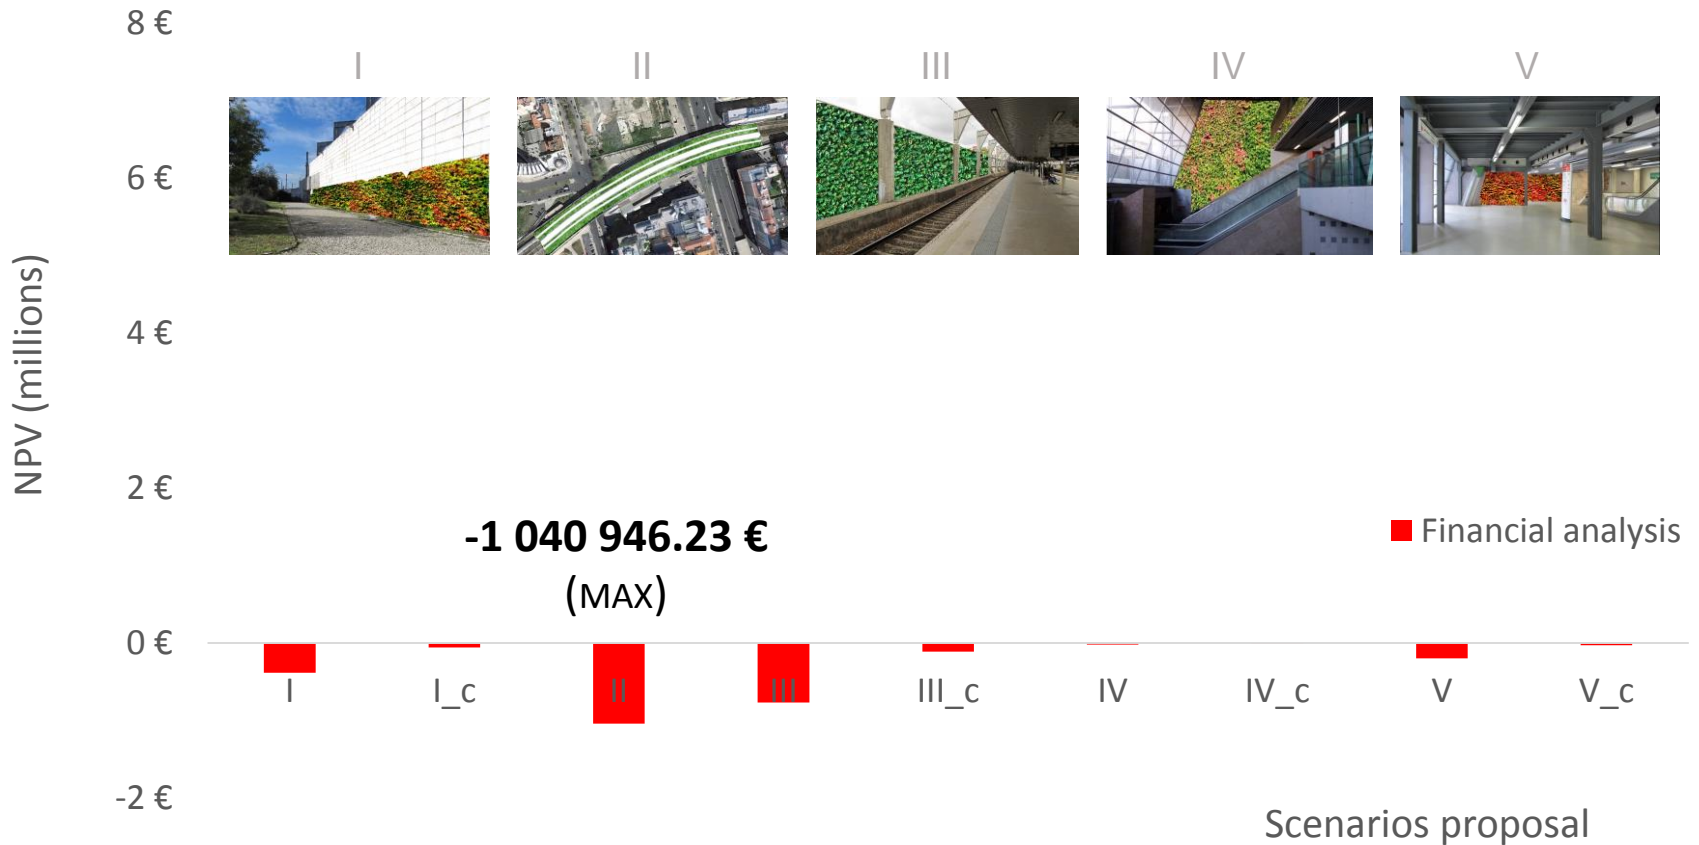 8 €
I II III IV V
6 €
4 €
NPV (millions)
2 €
-1 040 946.23 €
(MAX)
Financial analysis
0 €
I I_c II III III_c IV IV_c V V_c
-2 €
Scenarios proposal